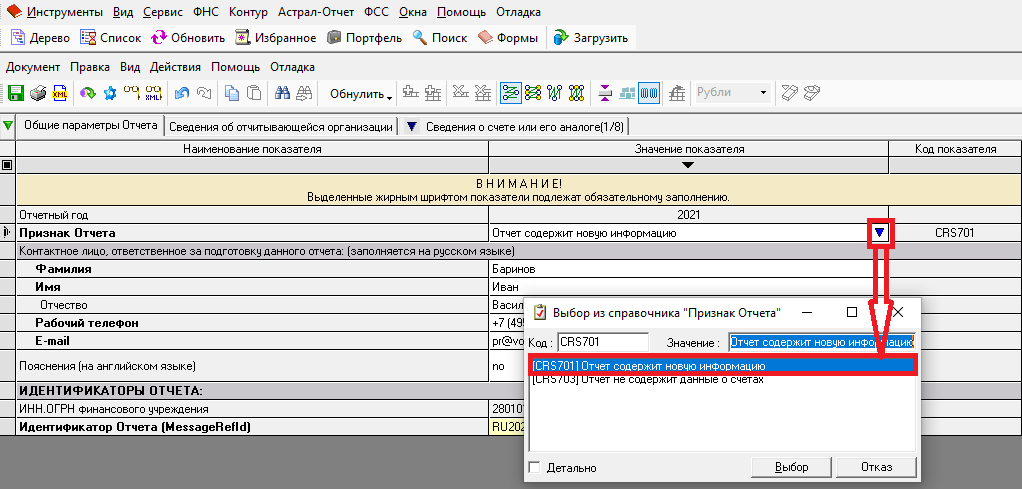 Инструменты Вид Сервис ФНС Контур Астрал-Отчет ФСС Окна Помощь Отладка
Дерево Список Обновить Избранное Портфель Поиск Формы Загрузить
Документ Правка Вид Действия Помощь Отладка
XML XML Обнулить Рубли
Общие параметры Отчета Сведения об отчитывающейся организации Сведения о счете или его аналоге(1/8)
Наименование показателя Значение показателя Код показателя
В Н И М А Н И Е!
Выделенные жирным шрифтом показатели подлежат обязательному заполнению.
Отчетный год 2021
Признак Отчета Отчет содержит новую информацию CRS701
Контактное лицо, ответственное за подготовку данного отчета: (заполняется на русском языке)
Фамилия Баринов
Имя Иван
Отчество Васил
Рабочий телефон +7 (495
E-mail pr@vo
Пояснения (на английском языке) no
ИДЕНТИФИКАТОРЫ ОТЧЕТА:
ИНН.ОГРН финансового учреждения 28010
Идентификатор Отчета (MessageRefId) RU202
Выбор из справочника "Признак Отчета"
Код : CRS701 Значение : Отчет содержит новую информацию
[CRS701] Отчет содержит новую информацию
[CRS703] Отчет не содержит данные о счетах
Детально Выбор Отказ